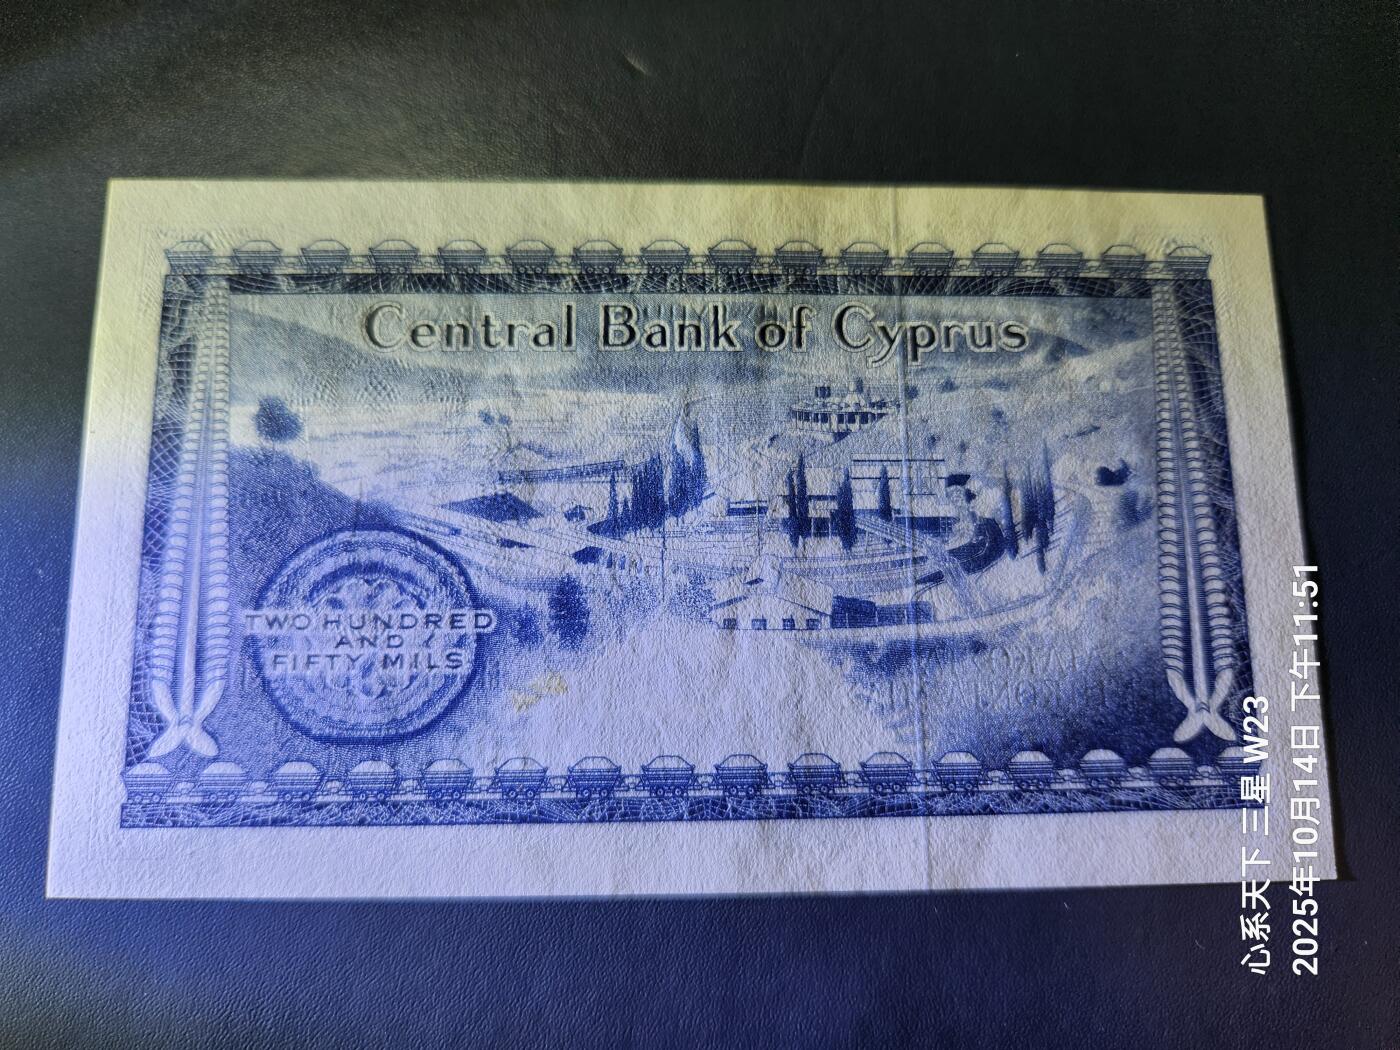 Central Bank of Cyprus
TWO HUNDRED
AND
FIFTY MILS
心系天下 三星 W23
2025年10月14日 下午11:51